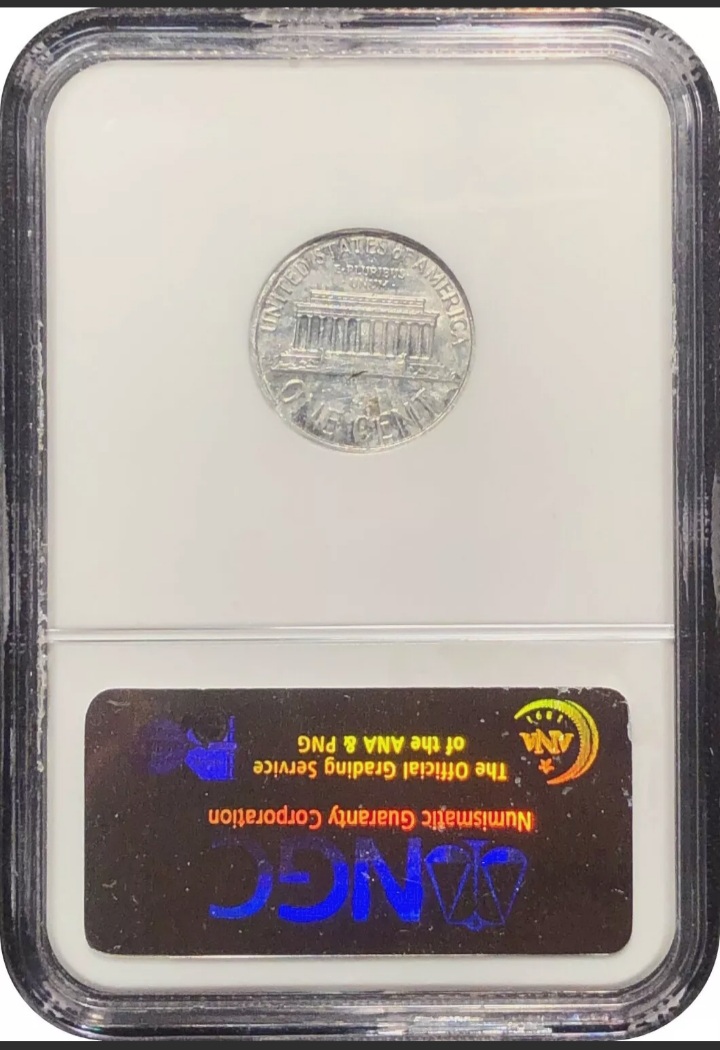 UNITED STATES OF AMERICA
E·PLURIBUS
UNUM
ONE CENT
1991
ANA
The Official Grading Service
of the ANA & PNG
Numismatic Guaranty Corporation
NGC